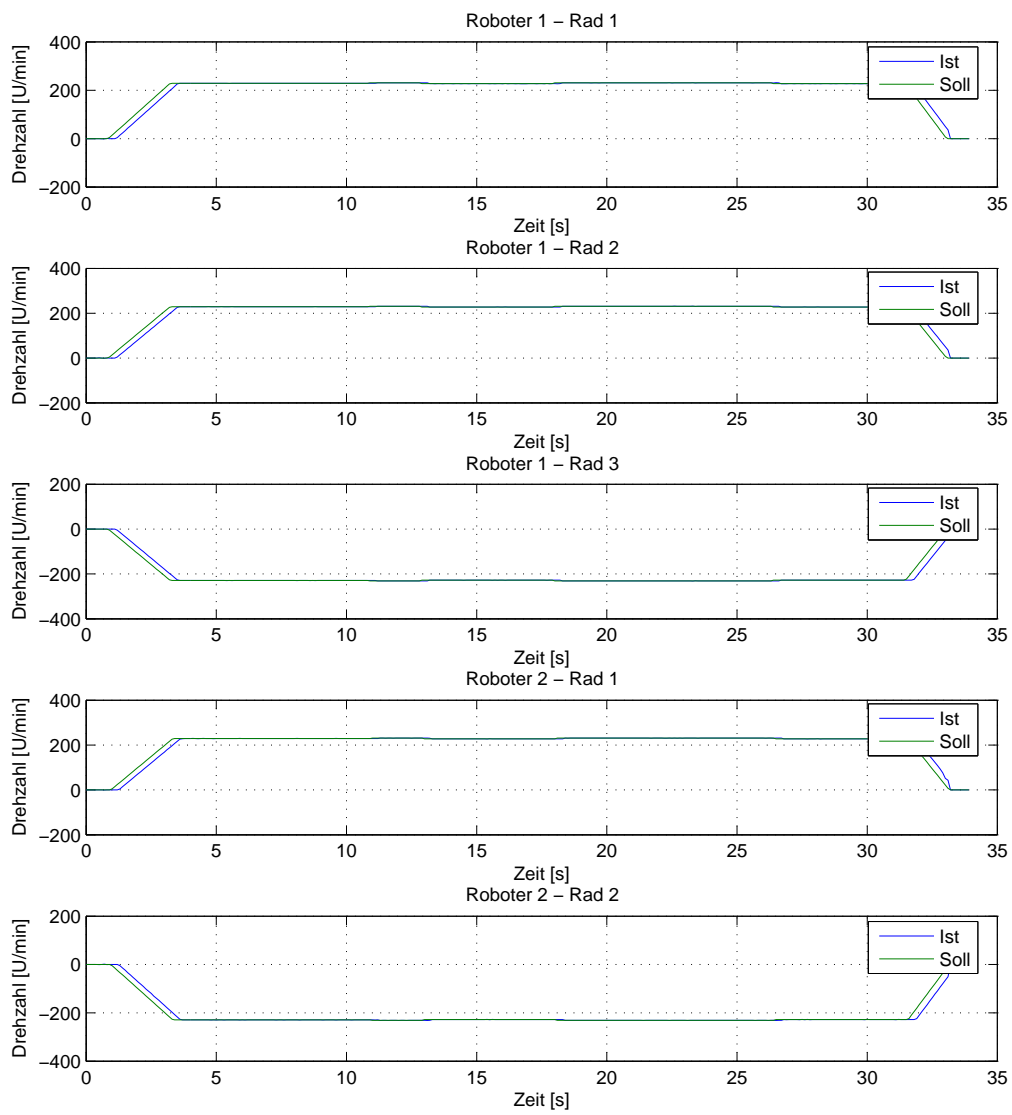 Roboter 1 − Rad 1
400
200
0
−200
Drehzahl [U/min]
Ist
Soll
0 5 10 15 20 25 30 35
Zeit [s]
Roboter 1 − Rad 2
400
200
0
−200
Drehzahl [U/min]
Ist
Soll
0 5 10 15 20 25 30 35
Zeit [s]
Roboter 1 − Rad 3
200
0
−200
−400
Drehzahl [U/min]
Ist
Soll
0 5 10 15 20 25 30 35
Zeit [s]
Roboter 2 − Rad 1
400
200
0
−200
Drehzahl [U/min]
Ist
Soll
0 5 10 15 20 25 30 35
Zeit [s]
Roboter 2 − Rad 2
200
0
−200
−400
Drehzahl [U/min]
Ist
Soll
0 5 10 15 20 25 30 35
Zeit [s]